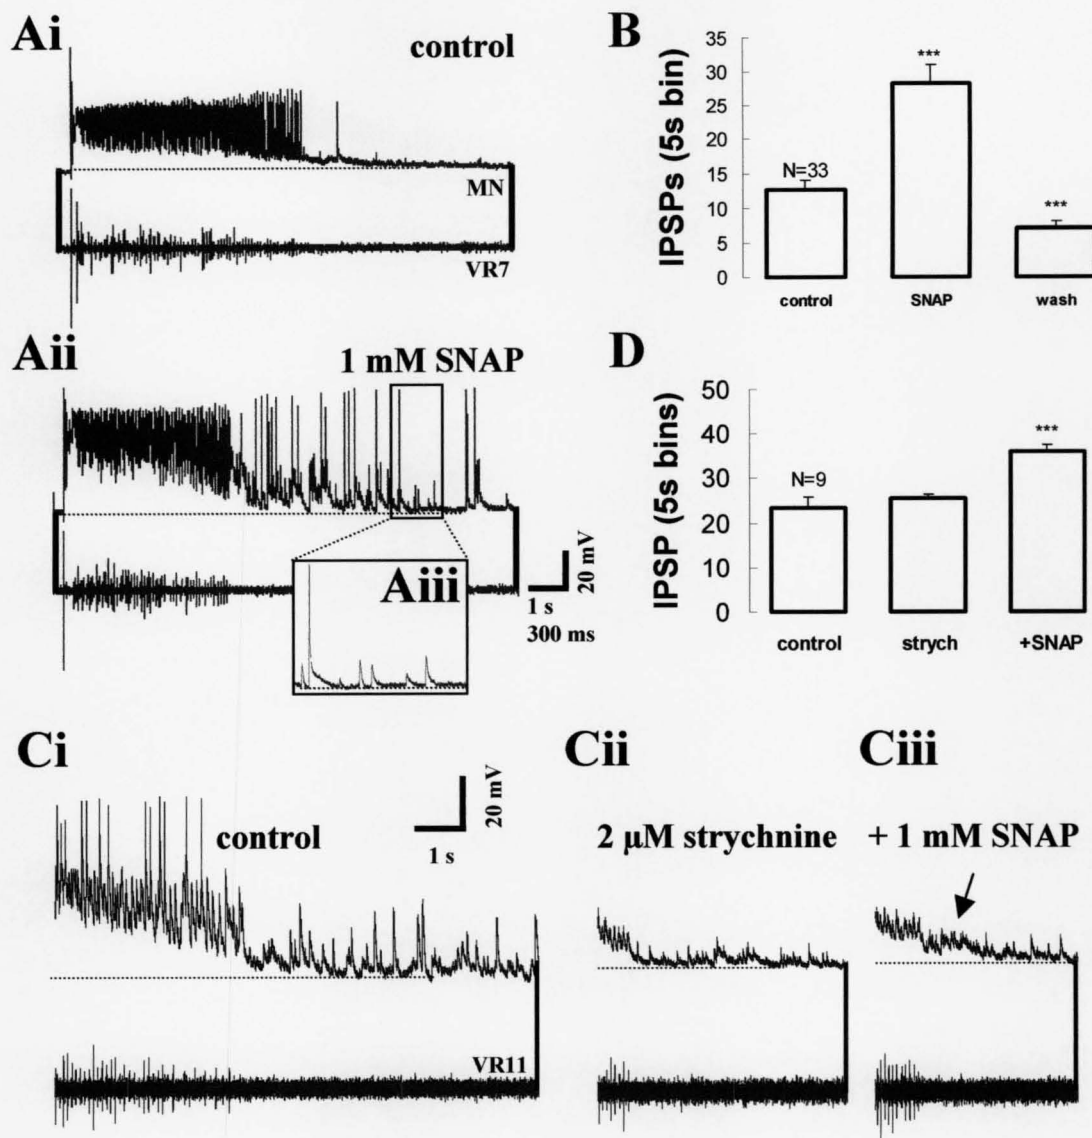 Ai
control
MN
VR7
B
IPSPs (5s bin)
35
30
25
20
15
10
5
0
N=33
***
***
control
SNAP
wash
Aii
1 mM SNAP
Aiii
20 mV
1 s
300 ms
D
IPSP (5s bins)
50
40
30
20
10
0
N=9
***
control
strych
+SNAP
Ci
control
20 mV
1 s
VR11
Cii
2 μM strychnine
Ciii
+ 1 mM SNAP